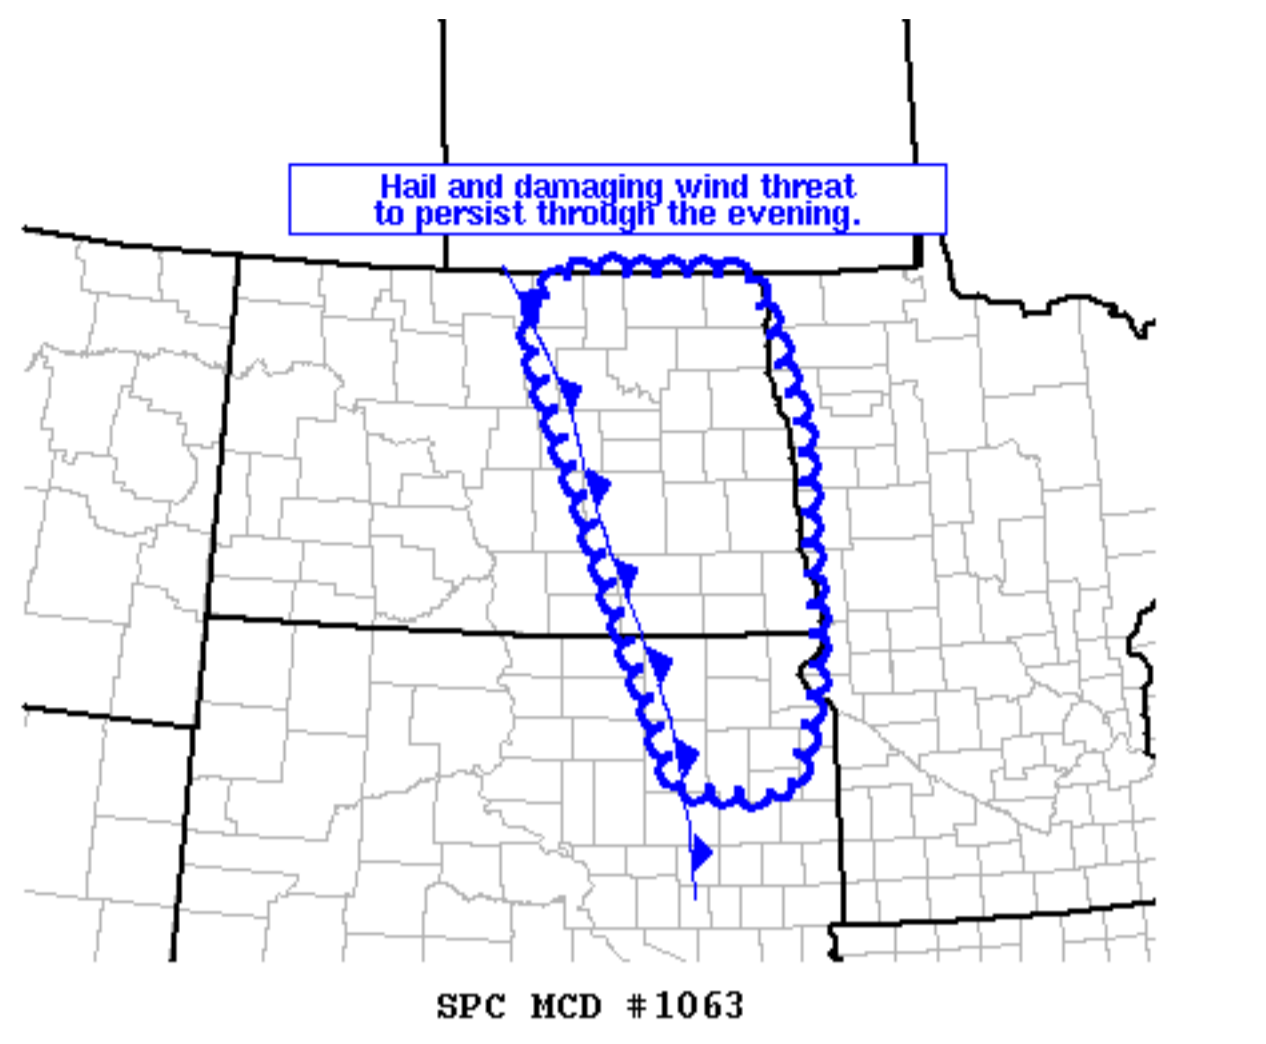 Hail and damaging wind threat
to persist through the evening.
SPC MCD #1063